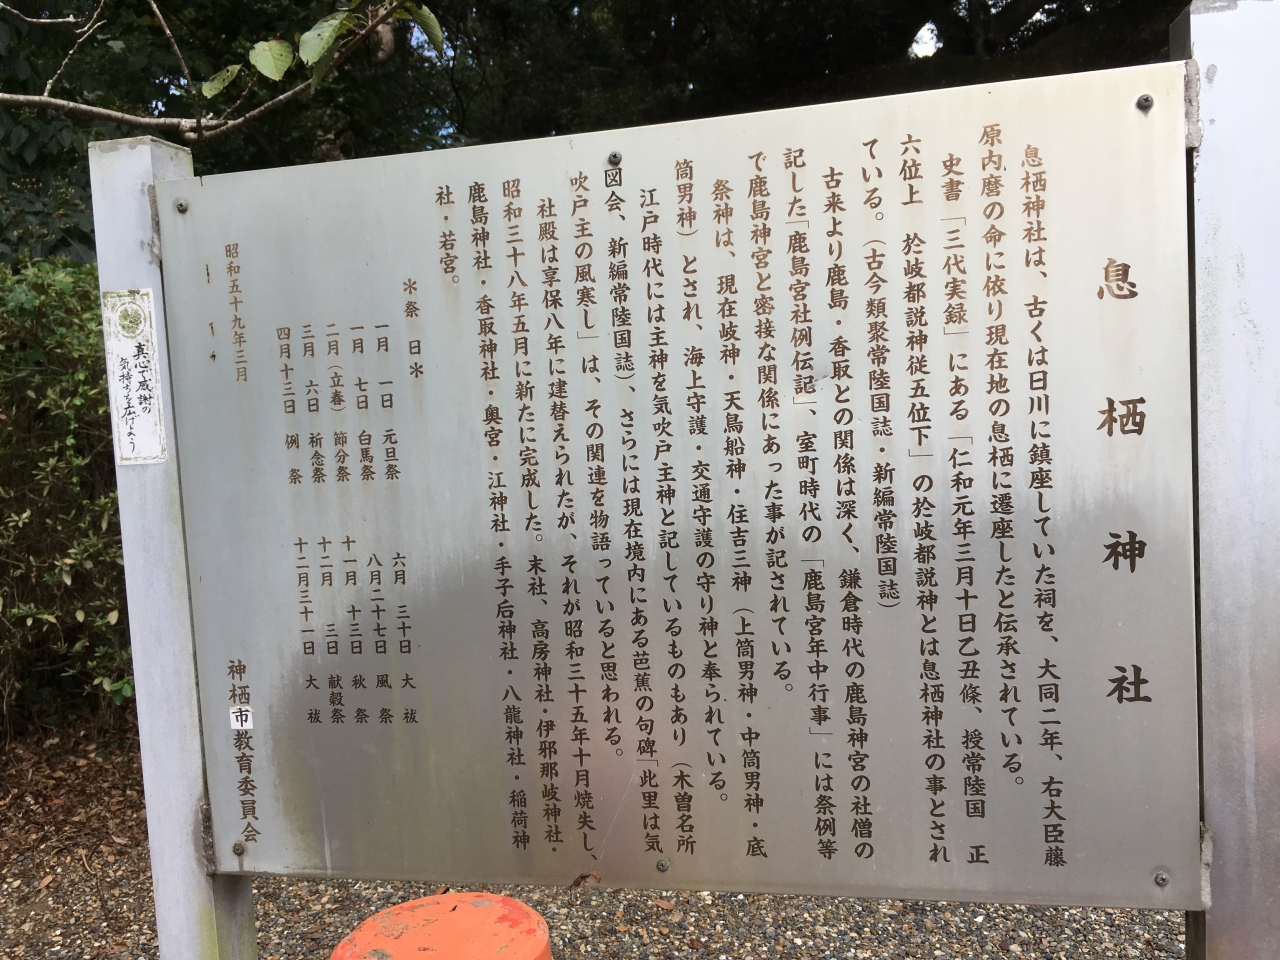 息栖神社
息栖神社は、古くは日川に鎮座していた祠を、大同二年、右大臣藤
原内麿の命に依り現在地の息栖に遷座したと伝承されている。
史書「三代実録」にある「仁和元年三月十日乙丑條、授常陸国 正
六位上 於岐都説神従五位下」の於岐都説神とは息栖神社の事とされ
ている。（古今類聚常陸国誌・新編常陸国誌）
古来より鹿島・香取との関係は深く、鎌倉時代の鹿島神宮の社僧の
記した「鹿島宮社例伝記」、室町時代の「鹿島宮年中行事」には祭例等
で鹿島神宮と密接な関係にあった事が記されている。
祭神は、現在岐神・天鳥船神・住吉三神（上筒男神・中筒男神・底
筒男神）とされ、海上守護・交通守護の守り神と奉られている。
江戸時代には主神を気吹戸主神と記しているものもあり（木曽名所
図会、新編常陸国誌）、さらには現在境内にある芭蕉の句碑「此里は気
吹戸主の風寒し」は、その関連を物語っていると思われる。
社殿は享保八年に建替えられたが、それが昭和三十五年十月焼失し、
昭和三十八年五月に新たに完成した。末社、高房神社・伊邪那岐神社・
鹿島神社・香取神社・奥宮・江神社・手子后神社・八龍神社・稲荷神
社・若宮。
＊祭日＊
一月 一日 元旦祭
一月 七日 白馬祭
二月（立春） 節分祭
三月 六日 祈念祭
四月十三日 例祭
六月 三十日 大祓
八月二十七日 風祭
十一月 十三日 秋祭
十二月 三日 献穀祭
十二月三十一日 大祓
昭和五十九年三月
神栖市教育委員会
真心で感謝の
気持ちを広げよう